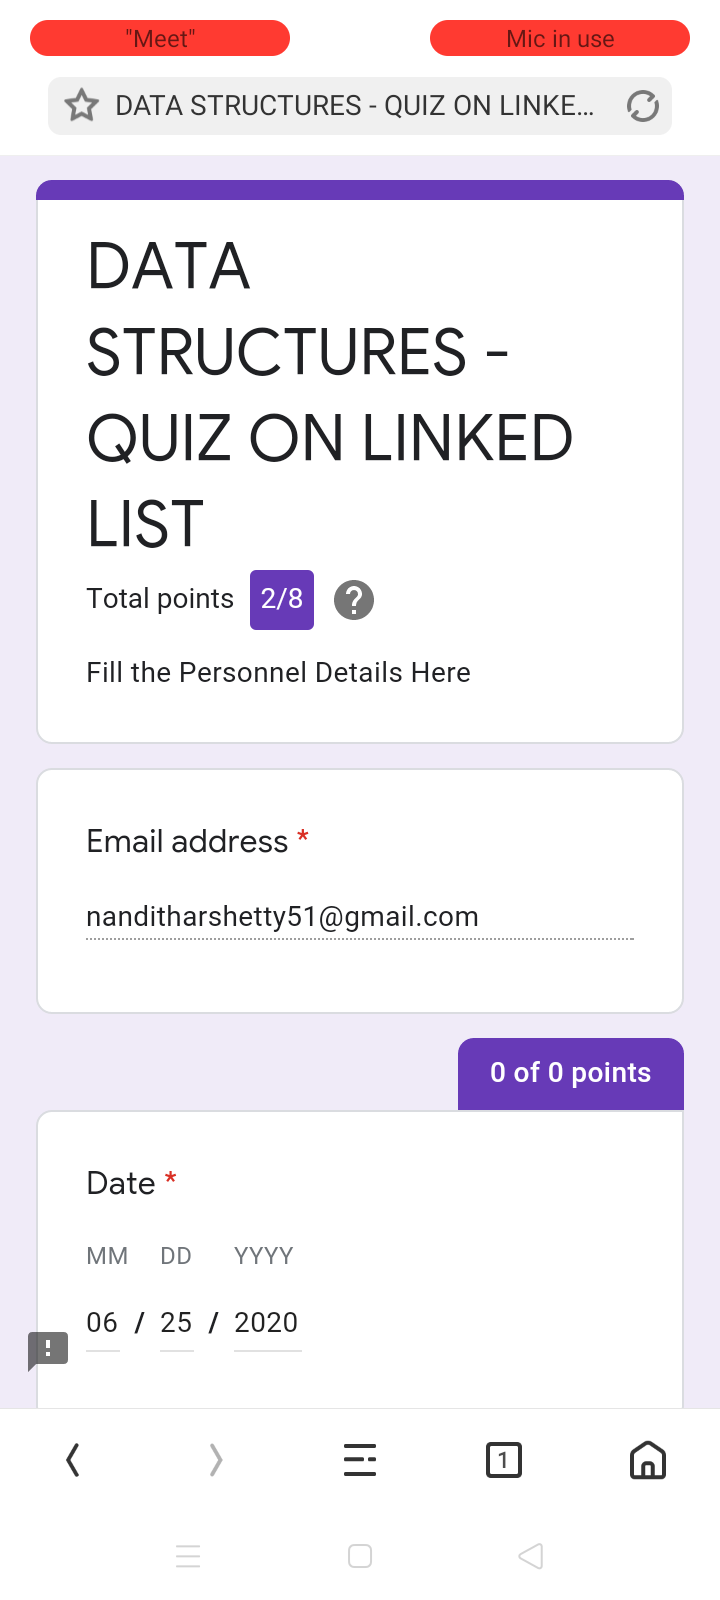 "Meet" Mic in use
DATA STRUCTURES - QUIZ ON LINKE...
DATA
STRUCTURES -
QUIZ ON LINKED
LIST
Total points 2/8 ?
Fill the Personnel Details Here
Email address *
nanditharshetty51@gmail.com
0 of 0 points
Date *
MM DD YYYY
06 / 25 / 2020
!
1